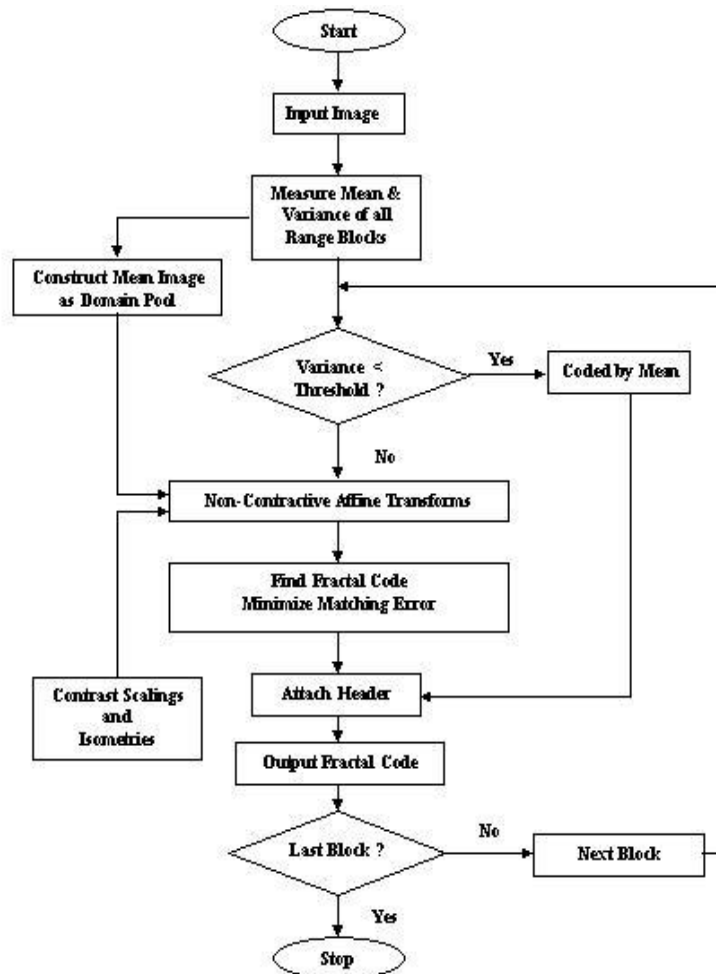 Start
Input Image
Measure Mean &
Variance of all
Range Blocks
Construct Mean Image
as Domain Pool
Variance <
Threshold ?
Yes
Coded by Mean
No
Non-Contractive Affine Transforms
Find Fractal Code
Minimize Matching Error
Contrast Scalings
and
Isometries
Attach Header
Output Fractal Code
Last Block ?
No
Next Block
Yes
Stop